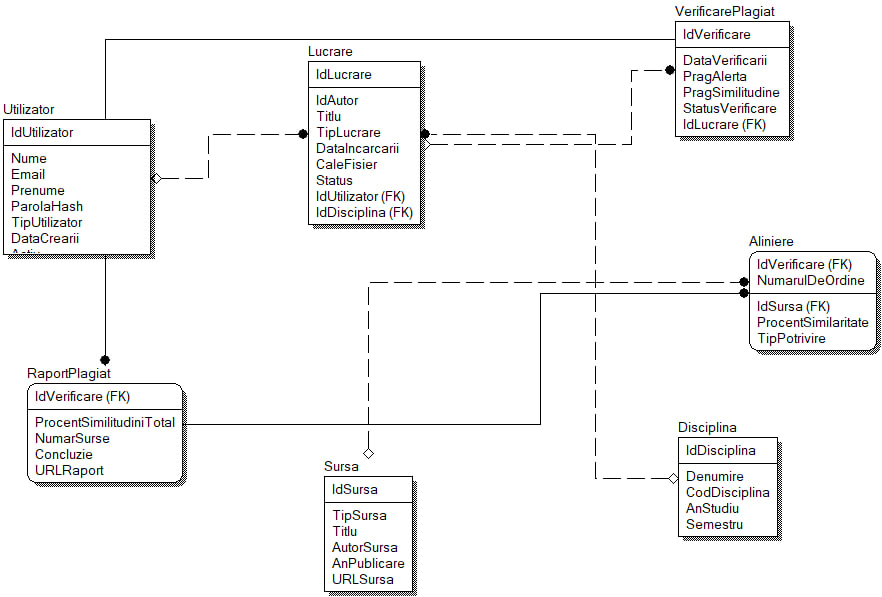 VerificarePlagiat
IdVerificare
DataVerificarii
PragAlerta
PragSimilitudine
StatusVerificare
IdLucrare (FK)
Lucrare
IdLucrare
IdAutor
Titlu
TipLucrare
DataIncarcarii
CaleFisier
Status
IdUtilizator (FK)
IdDisciplina (FK)
Utilizator
IdUtilizator
Nume
Email
Prenume
ParolaHash
TipUtilizator
DataCrearii
Aliniere
IdVerificare (FK)
NumarulDeOrdine
IdSursa (FK)
ProcentSimilaritate
TipPotrivire
RaportPlagiat
IdVerificare (FK)
ProcentSimilitudiniTotal
NumarSurse
Concluzie
URLRaport
Disciplina
IdDisciplina
Denumire
CodDisciplina
AnStudiu
Semestru
Sursa
IdSursa
TipSursa
Titlu
AutorSursa
AnPublicare
URLSursa